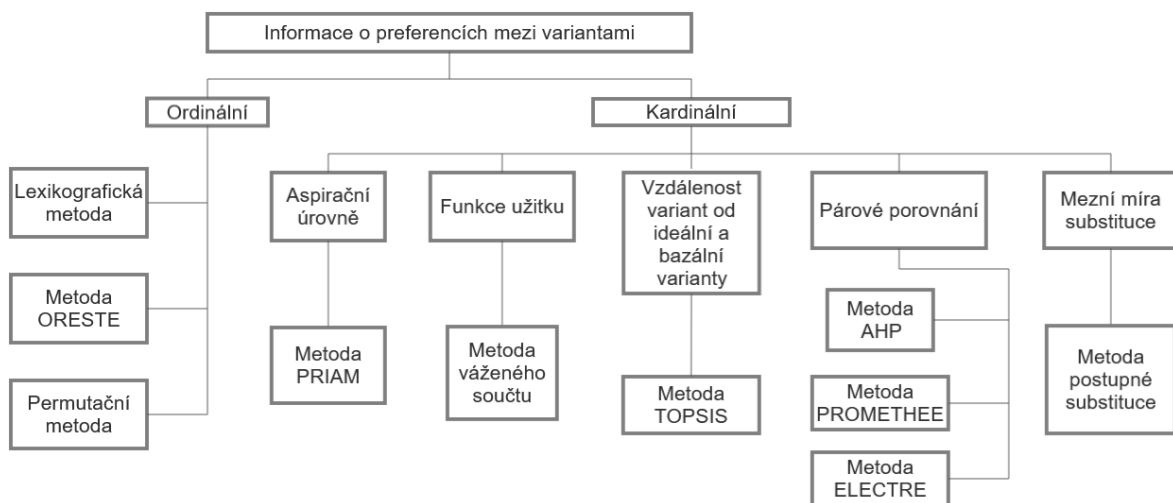 Informace o preferencích mezi variantami
Ordinální
Kardinální
Lexikografická
metoda
Metoda
ORESTE
Permutační
metoda
Aspirační
úrovně
Metoda
PRIAM
Funkce užitku
Metoda
váženého
součtu
Vzdálenost
variant od
ideální a
bazální
varianty
Metoda
TOPSIS
Párové porovnání
Metoda
AHP
Metoda
PROMETHEE
Metoda
ELECTRE
Mezní míra
substituce
Metoda
postupné
substituce